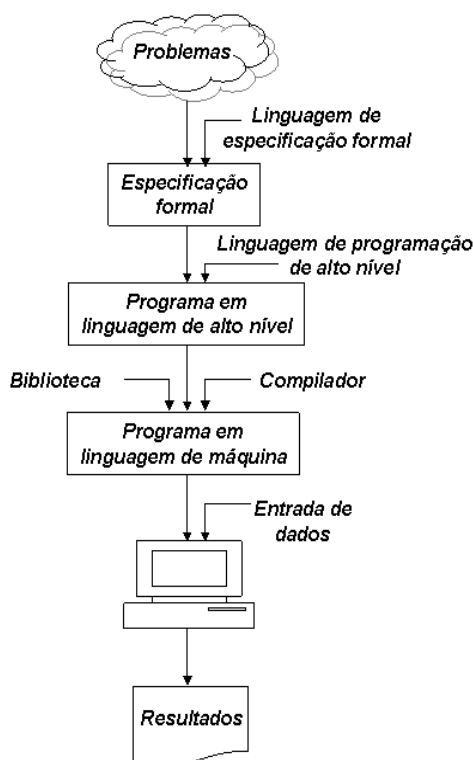 Problemas
Linguagem de
especificação formal
Especificação
formal
Linguagem de programação
de alto nível
Programa em
linguagem de alto nível
Biblioteca
Compilador
Programa em
linguagem de máquina
Entrada de
dados
Resultados